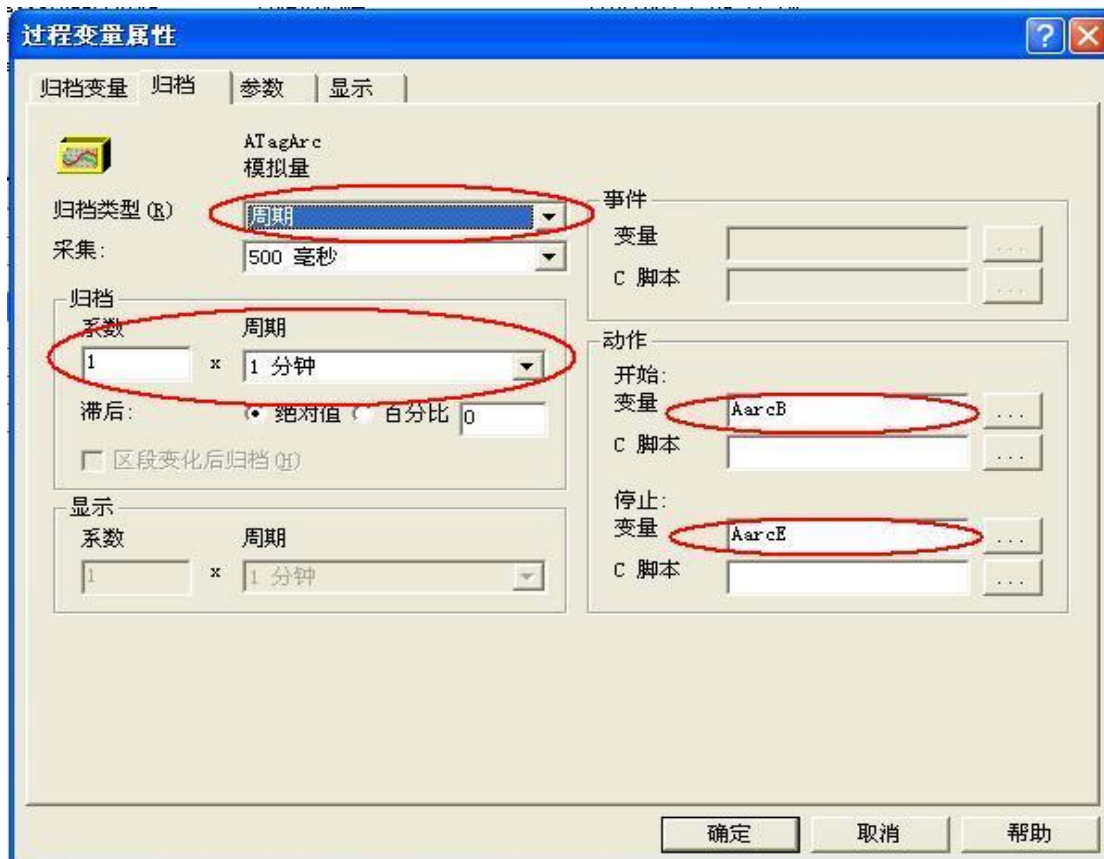 过程变量属性
归档变量 归档 参数 显示
ATagArc
模拟量
归档类型(R) 周期
采集: 500 毫秒
归档
系数 周期
1 x 1 分钟
滞后: 绝对值 百分比 0
区段变化后归档(H)
显示
系数 周期
1 x 1 分钟
事件
变量 ...
C 脚本 ...
动作
开始:
变量 AarcB ...
C 脚本 ...
停止:
变量 AarcE ...
C 脚本 ...
确定 取消 帮助